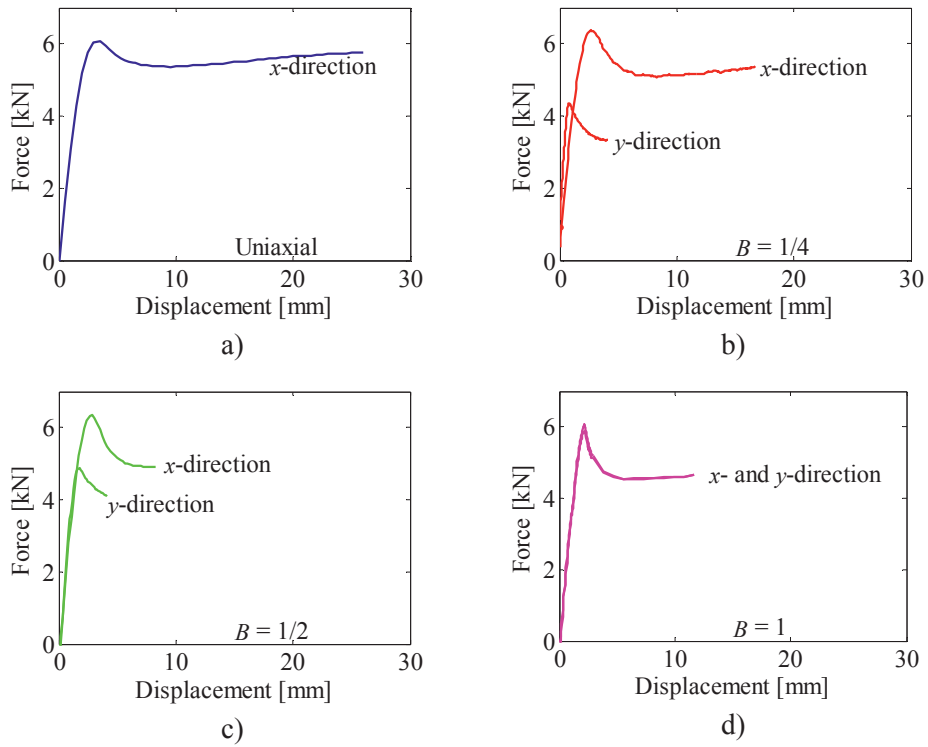 Force [kN]
6
4
2
0
x-direction
Uniaxial
0 10 20 30
Displacement [mm]
a)
Force [kN]
6
4
2
0
x-direction
y-direction
B = 1/4
0 10 20 30
Displacement [mm]
b)
Force [kN]
6
4
2
0
x-direction
y-direction
B = 1/2
0 10 20 30
Displacement [mm]
c)
Force [kN]
6
4
2
0
x- and y-direction
B = 1
0 10 20 30
Displacement [mm]
d)